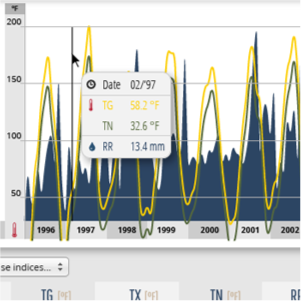 °F
200
150
100
50
Date 02/'97
TG 58.2 °F
TN 32.6 °F
RR 13.4 mm
1996 1997 1998 1999 2000 2001 2002
se indices...
TG [°F] TX [°F] TN [°F] RR